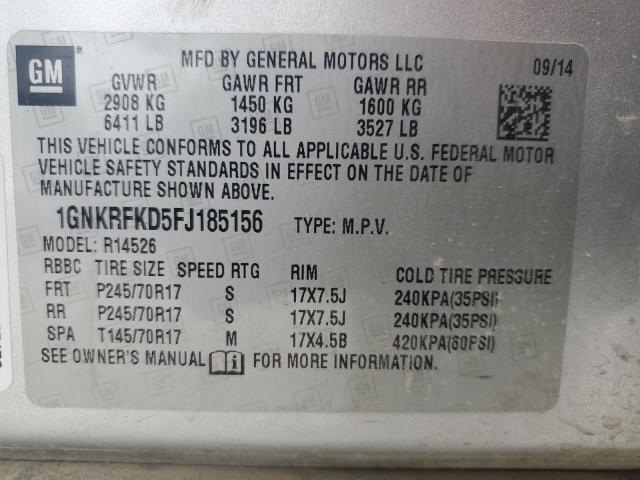 GM
MFD BY GENERAL MOTORS LLC
09/14
GVWR GAWR FRT GAWR RR
2908 KG 1450 KG 1600 KG
6411 LB 3196 LB 3527 LB
THIS VEHICLE CONFORMS TO ALL APPLICABLE U.S. FEDERAL MOTOR
VEHICLE SAFETY STANDARDS IN EFFECT ON THE DATE OF
MANUFACTURE SHOWN ABOVE.
1GNKRFKD5FJ185156 TYPE: M.P.V.
MODEL: R14526
RBBC TIRE SIZE SPEED RTG RIM COLD TIRE PRESSURE
FRT P245/70R17 S 17X7.5J 240KPA(35PSI)
RR P245/70R17 S 17X7.5J 240KPA(35PSI)
SPA T145/70R17 M 17X4.5B 420KPA(60PSI)
SEE OWNER'S MANUAL FOR MORE INFORMATION.